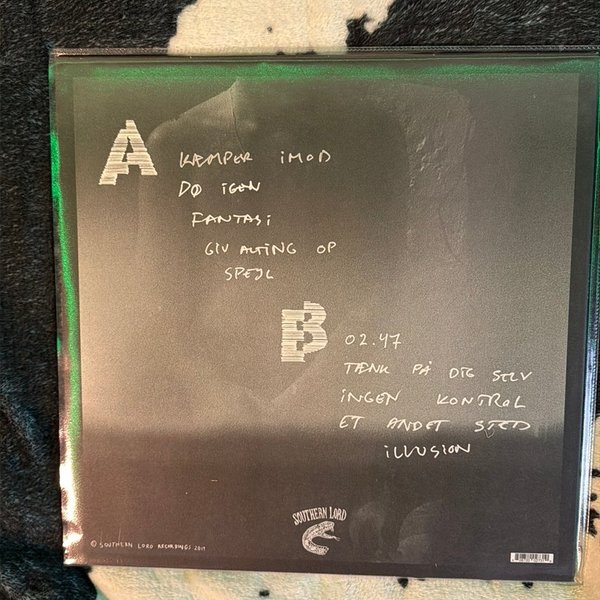 A
KÆMPER IMOD
DØ IGEN
FANTASI
GIV ALTING OP
SPEJL
B
02.47
TÆNK PÅ DIG SELV
INGEN KONTROL
ET ANDET STED
ILLUSION
SOUTHERN LORD
© SOUTHERN LORD RECORDINGS 2017